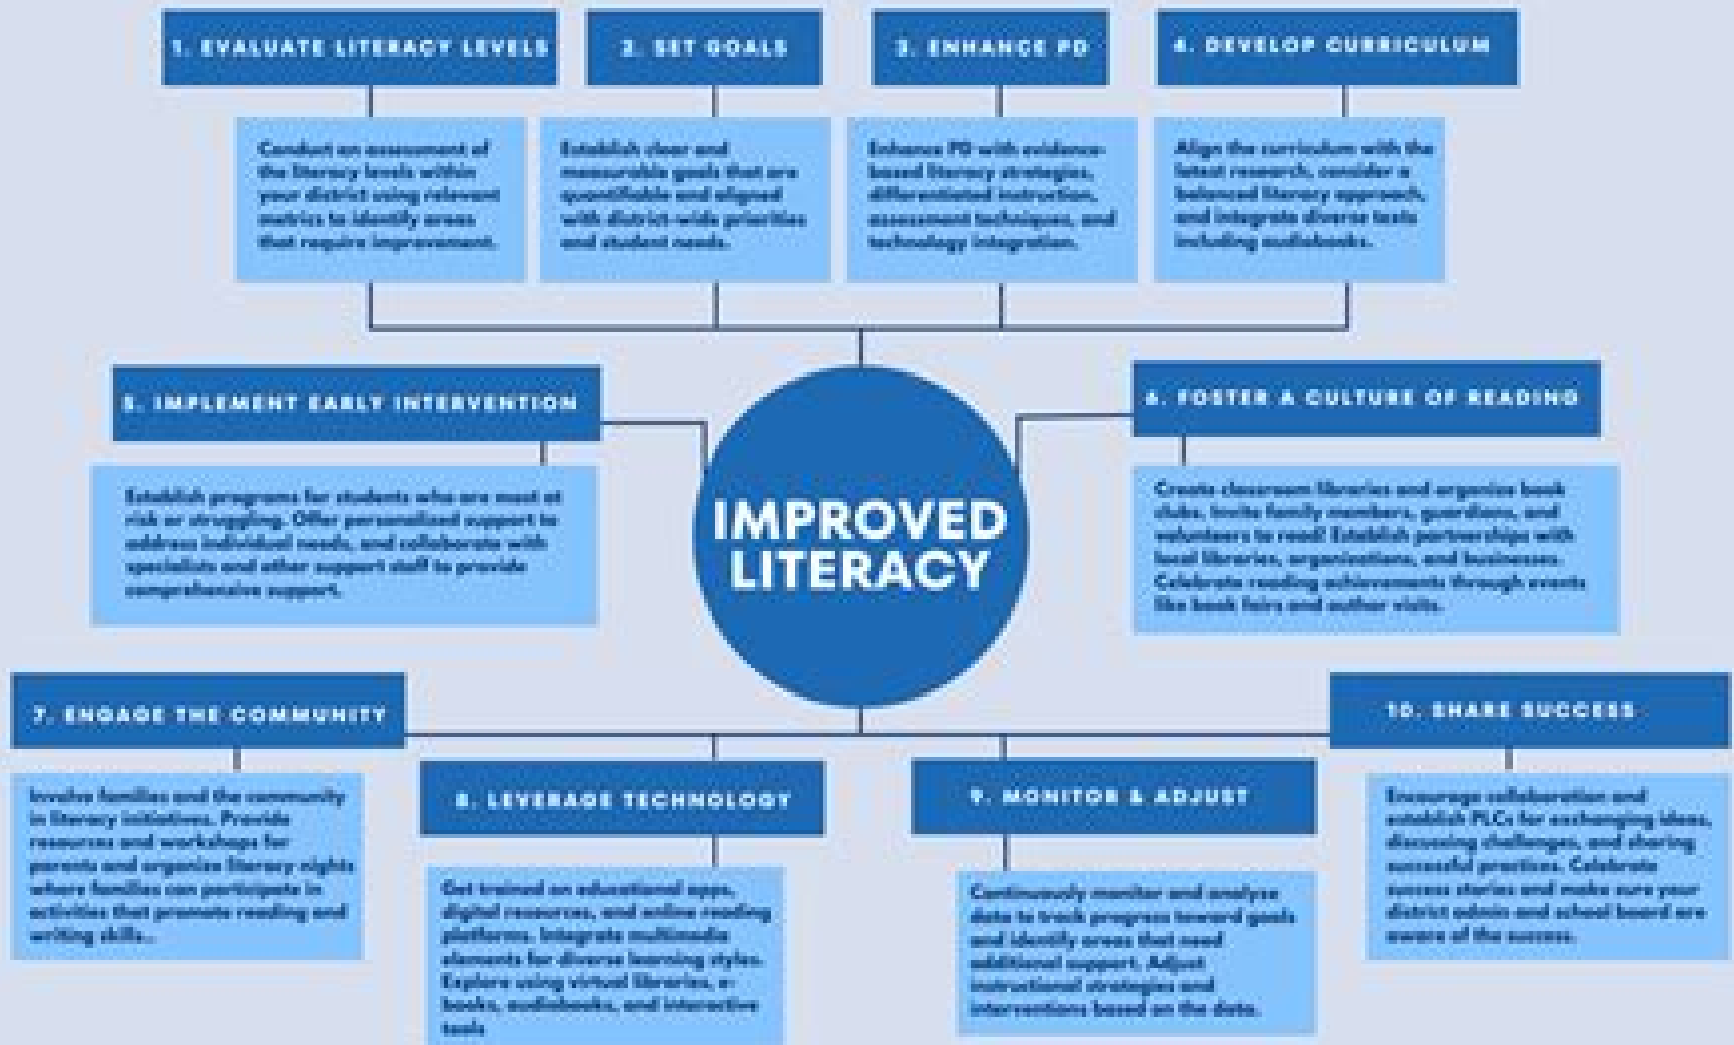 1. EVALUATE LITERACY LEVELS
Conduct an assessment of
the literacy levels within
your district using relevant
metrics to identify areas
that require improvement.
2. SET GOALS
Establish clear and
measurable goals that are
quantifiable and aligned
with district-wide priorities
and student needs.
3. ENHANCE PD
Enhance PD with evidence-
based literacy strategies,
differentiated instruction,
assessment techniques, and
technology integration.
4. DEVELOP CURRICULUM
Align the curriculum with the
latest research, consider a
balanced literacy approach,
and integrate diverse texts
including audiobooks.
5. IMPLEMENT EARLY INTERVENTION
Establish programs for students who are most at
risk or struggling. Offer personalized support to
address individual needs, and collaborate with
specialists and other support staff to provide
comprehensive support.
IMPROVED
LITERACY
6. FOSTER A CULTURE OF READING
Create classroom libraries and organize book
clubs. Invite family members, guardians, and
volunteers to read! Establish partnerships with
local libraries, organizations, and businesses.
Celebrate reading achievements through events
like book fairs and author visits.
7. ENGAGE THE COMMUNITY
Involve families and the community
in literacy initiatives. Provide
resources and workshops for
parents and organize literacy nights
where families can participate in
activities that promote reading and
writing skills..
8. LEVERAGE TECHNOLOGY
Get trained on educational apps,
digital resources, and online reading
platforms. Integrate multimedia
elements for diverse learning styles.
Explore using virtual libraries, e-
books, audiobooks, and interactive
tools
9. MONITOR & ADJUST
Continuously monitor and analyze
data to track progress toward goals
and identify areas that need
additional support. Adjust
instructional strategies and
interventions based on the data.
10. SHARE SUCCESS
Encourage collaboration and
establish PLCs for exchanging ideas,
discussing challenges, and sharing
successful practices. Celebrate
success stories and make sure your
district admin and school board are
aware of the success.